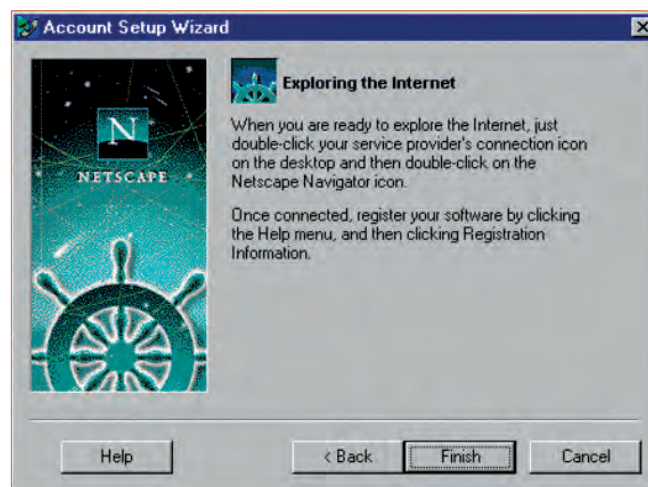 Account Setup Wizard
N
NETSCAPE
Exploring the Internet
When you are ready to explore the Internet, just
double-click your service provider's connection icon
on the desktop and then double-click on the
Netscape Navigator icon.
Once connected, register your software by clicking
the Help menu, and then clicking Registration
Information.
Help
< Back
Finish
Cancel